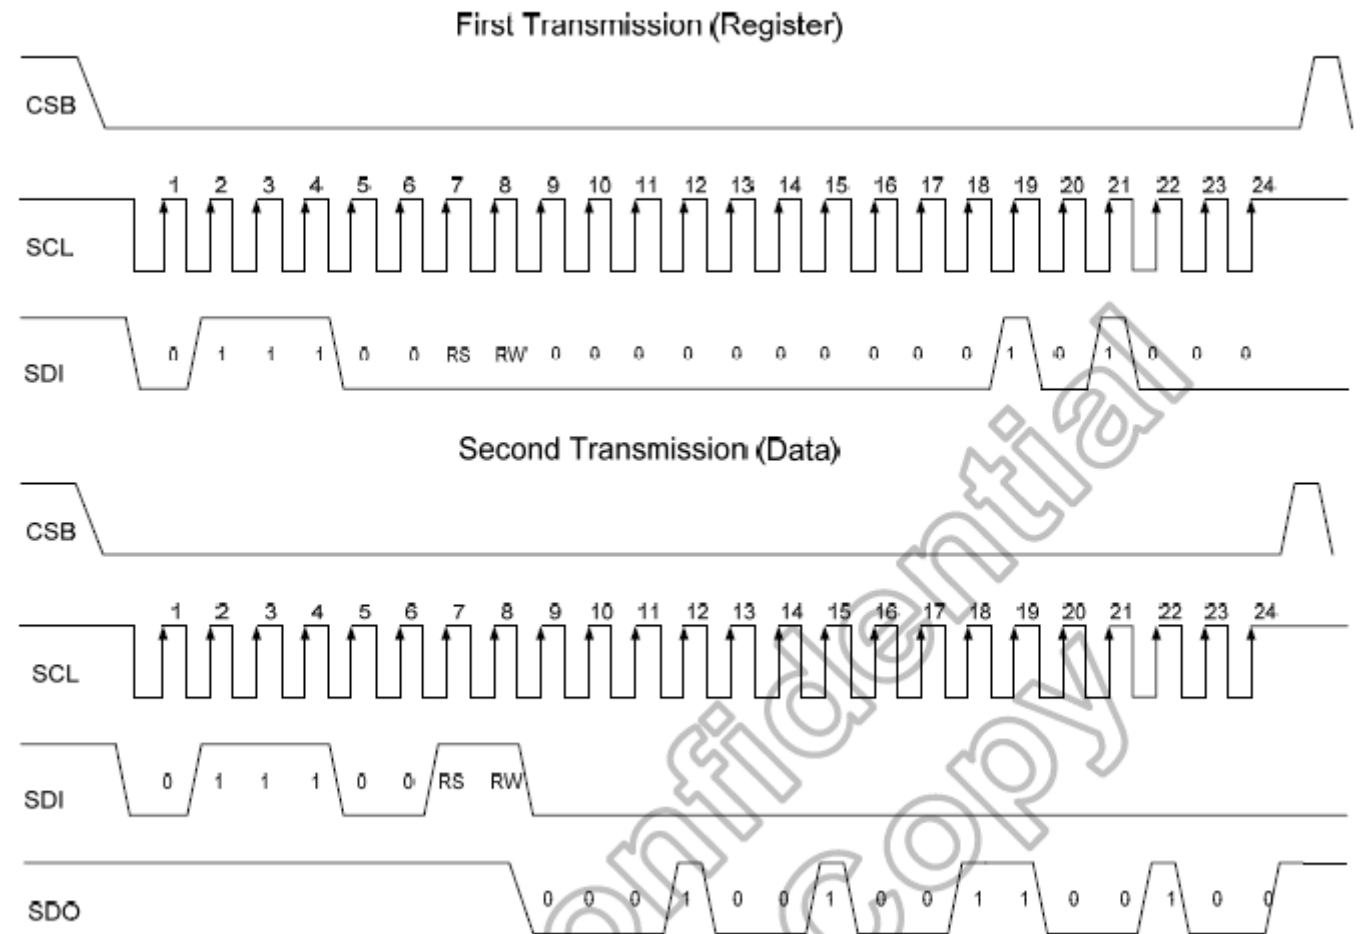 First Transmission (Register)
CSB
1 2 3 4 5 6 7 8 9 10 11 12 13 14 15 16 17 18 19 20 21 22 23 24
SCL
0 1 1 1 0 0 RS RW 0 0 0 0 0 0 0 0 0 0 1 0 1 0 0 0
SDI
Second Transmission (Data)
CSB
1 2 3 4 5 6 7 8 9 10 11 12 13 14 15 16 17 18 19 20 21 22 23 24
SCL
0 1 1 1 0 0 RS RW
SDI
0 0 0 1 0 0 1 0 0 1 1 0 0 1 0 0
SDO
onfidential
Copy